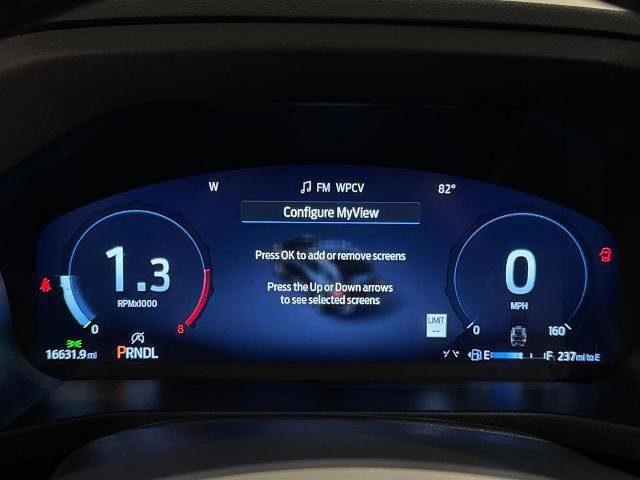 W FM WPCV 82°
Configure MyView
Press OK to add or remove screens
Press the Up or Down arrows
to see selected screens
1.3
RPMx1000
0 8
0
MPH
0 160
LIMIT
--
16631.9 mi PRNDL E F 237 mi to E